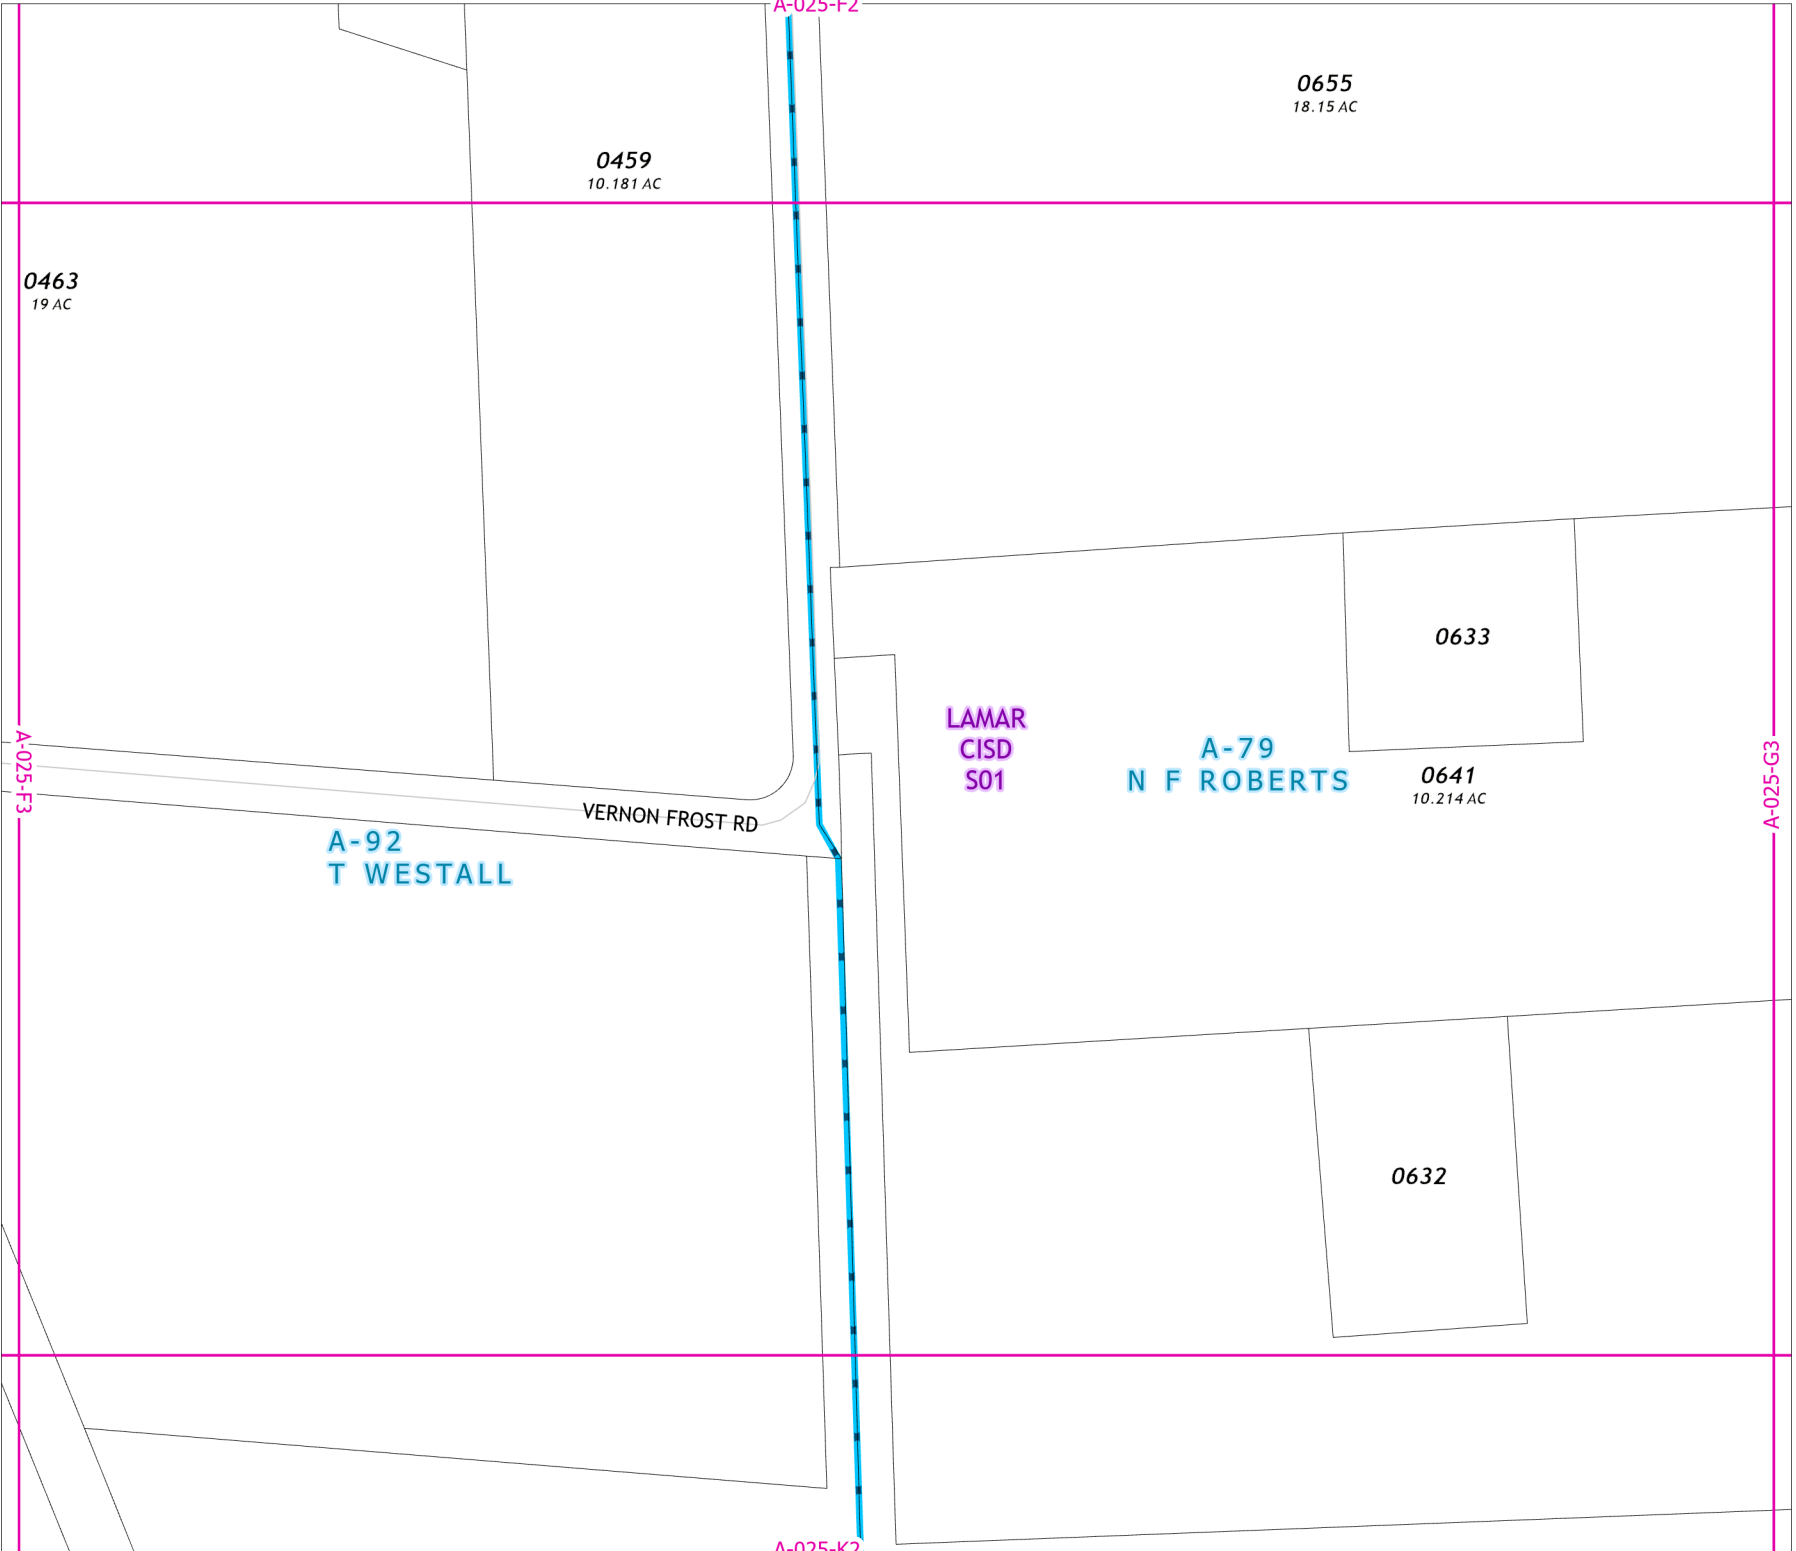 A-025-F2
0655
18.15 AC
0459
10.181 AC
0463
19 AC
0633
LAMAR
CISD
S01
A-79
N F ROBERTS
0641
10.214 AC
A-025-F3
A-025-G3
VERNON FROST RD
A-92
T WESTALL
0632
A-025-K2